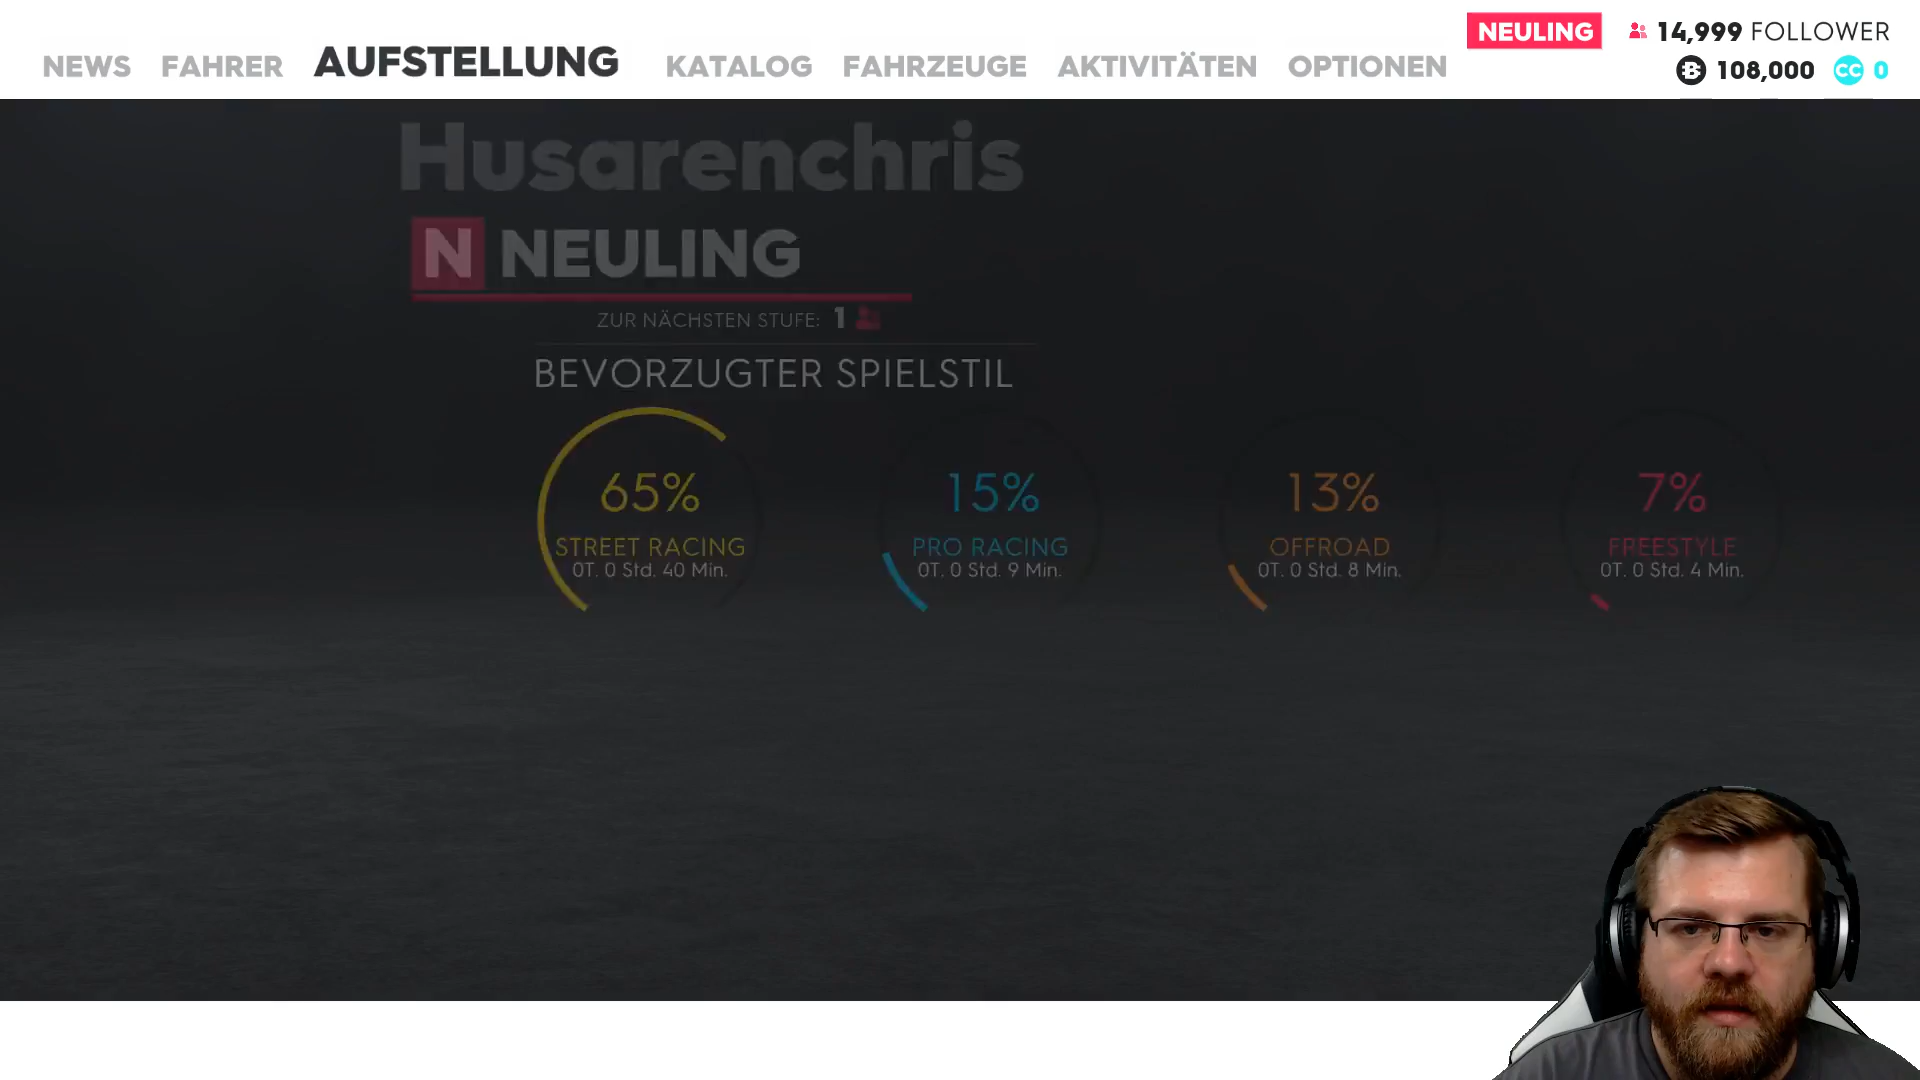 NEWS FAHRER AUFSTELLUNG KATALOG FAHRZEUGE AKTIVITÄTEN OPTIONEN
NEULING 14,999 FOLLOWER
108,000 CC 0
Husarenchris
N NEULING
ZUR NÄCHSTEN STUFE: 1
BEVORZUGTER SPIELSTIL
65% 15% 13% 7%
STREET RACING PRO RACING OFFROAD FREESTYLE
0T. 0 Std. 40 Min. 0T. 0 Std. 9 Min. 0T. 0 Std. 8 Min. 0T. 0 Std. 4 Min.